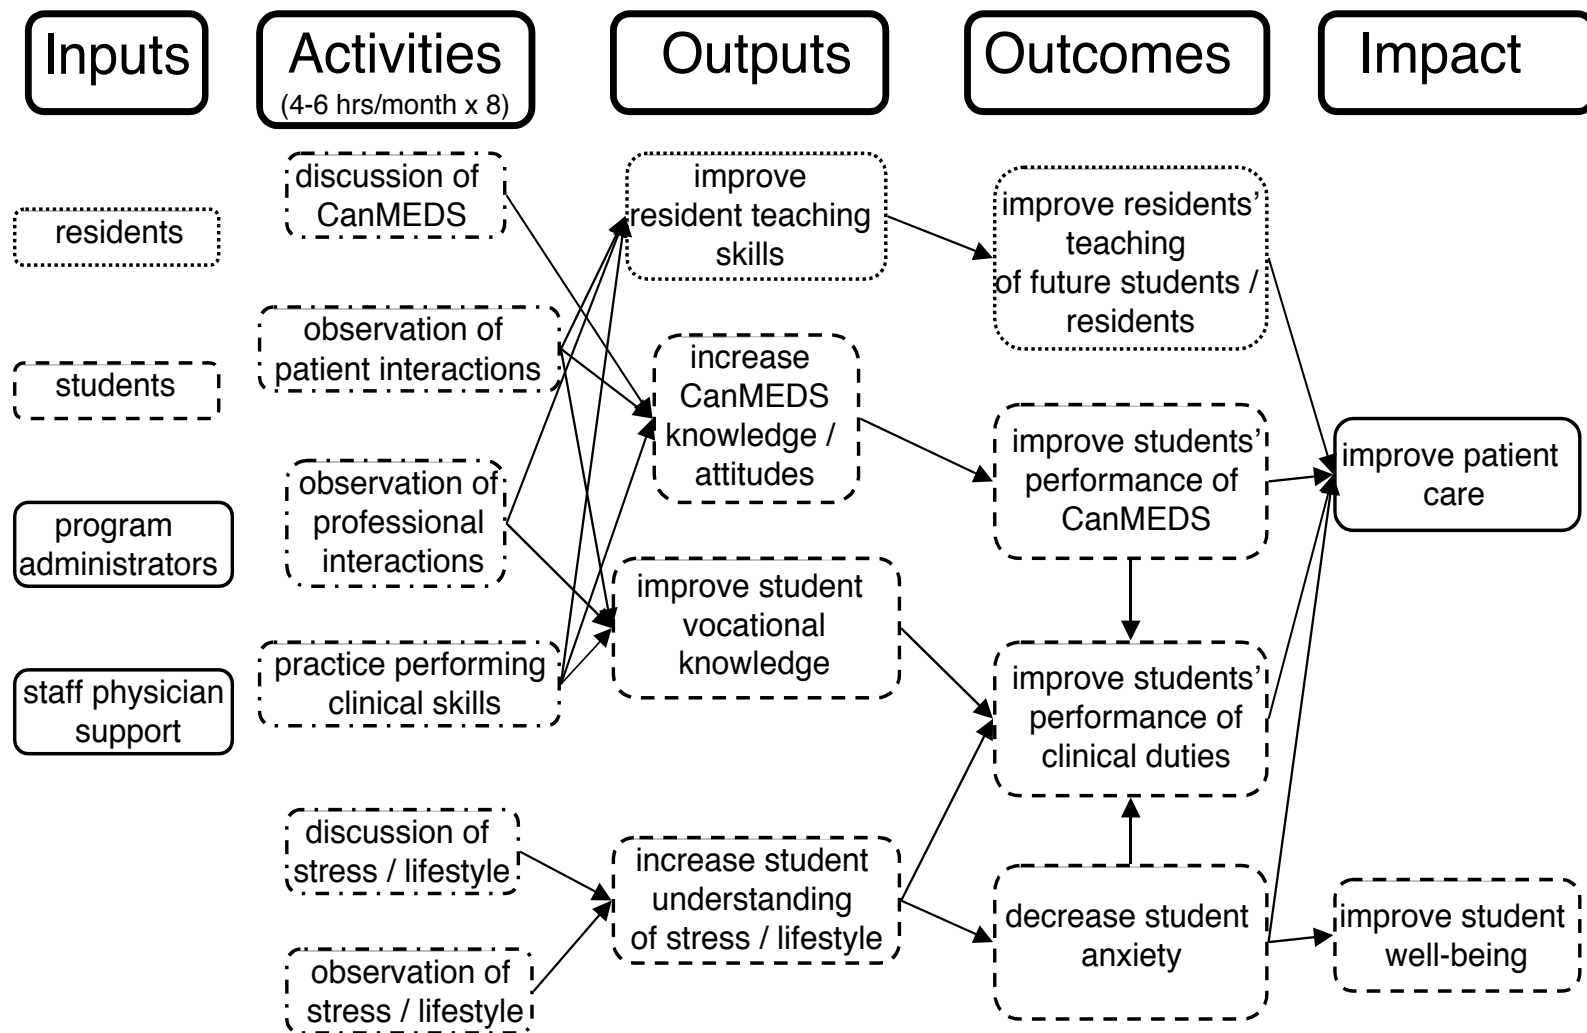 Inputs
Activities
(4-6 hrs/month x 8)
Outputs
Outcomes
Impact
residents
students
program
administrators
staff physician
support
discussion of
CanMEDS
observation of
patient interactions
observation of
professional
interactions
practice performing
clinical skills
discussion of
stress / lifestyle
observation of
stress / lifestyle
improve
resident teaching
skills
increase
CanMEDS
knowledge /
attitudes
improve student
vocational
knowledge
increase student
understanding
of stress / lifestyle
improve residents’
teaching
of future students /
residents
improve students’
performance of
CanMEDS
improve students’
performance of
clinical duties
decrease student
anxiety
improve patient
care
improve student
well-being